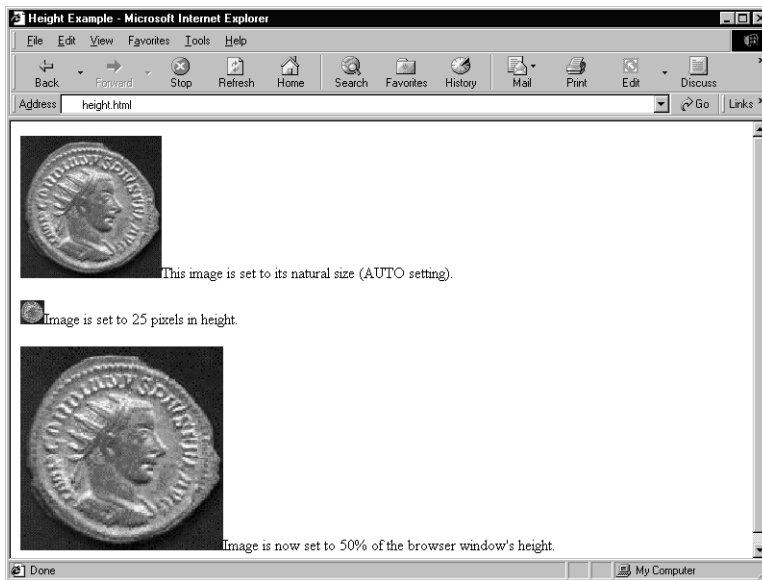 Height Example - Microsoft Internet Explorer
File Edit View Favorites Tools Help
Back Forward Stop Refresh Home Search Favorites History Mail Print Edit Discuss
Address height.html Go Links
This image is set to its natural size (AUTO setting).
Image is set to 25 pixels in height.
Image is now set to 50% of the browser window's height.
Done My Computer